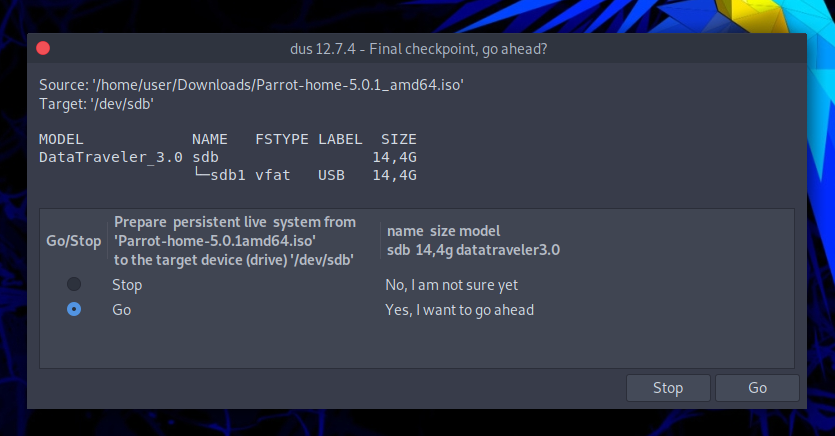 dus 12.7.4 - Final checkpoint, go ahead?
Source: '/home/user/Downloads/Parrot-home-5.0.1_amd64.iso'
Target: '/dev/sdb'
MODEL NAME FSTYPE LABEL SIZE
DataTraveler_3.0 sdb 14,4G
└─sdb1 vfat USB 14,4G
Go/Stop
Prepare persistent live system from
'Parrot-home-5.0.1amd64.iso'
to the target device (drive) '/dev/sdb'
name size model
sdb 14,4g datatraveler3.0
Stop No, I am not sure yet
Go Yes, I want to go ahead
Stop Go